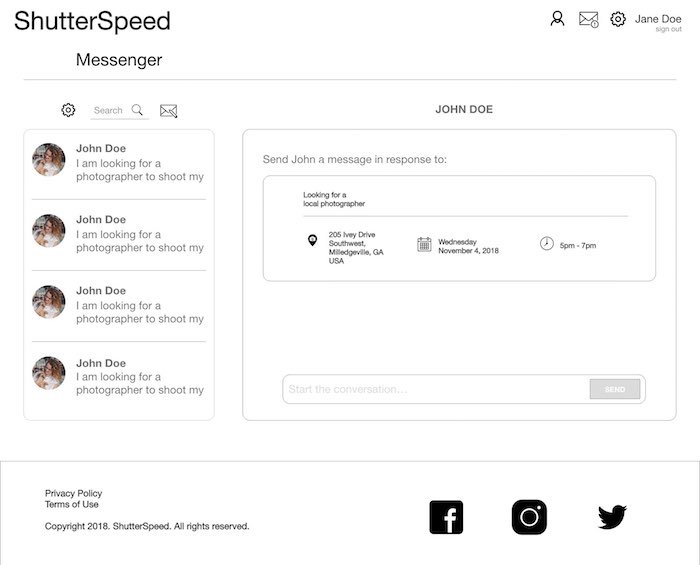 ShutterSpeed
Jane Doe
sign out
Messenger
Search
JOHN DOE
John Doe
I am looking for a
photographer to shoot my
John Doe
I am looking for a
photographer to shoot my
John Doe
I am looking for a
photographer to shoot my
John Doe
I am looking for a
photographer to shoot my
Send John a message in response to:
Looking for a
local photographer
205 Ivey Drive
Southwest,
Milledgeville, GA
USA
Wednesday
November 4, 2018
5pm - 7pm
Start the conversation...
SEND
Privacy Policy
Terms of Use
Copyright 2018. ShutterSpeed. All rights reserved.